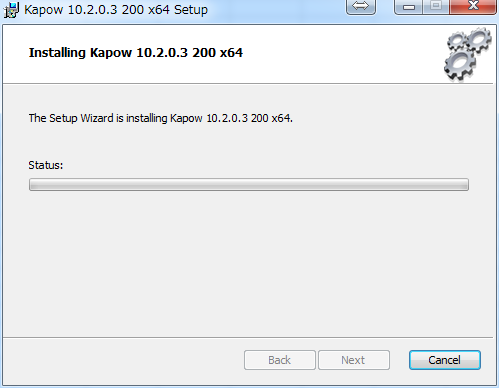 Kapow 10.2.0.3 200 x64 Setup
Installing Kapow 10.2.0.3 200 x64
The Setup Wizard is installing Kapow 10.2.0.3 200 x64.
Status:
Back Next Cancel